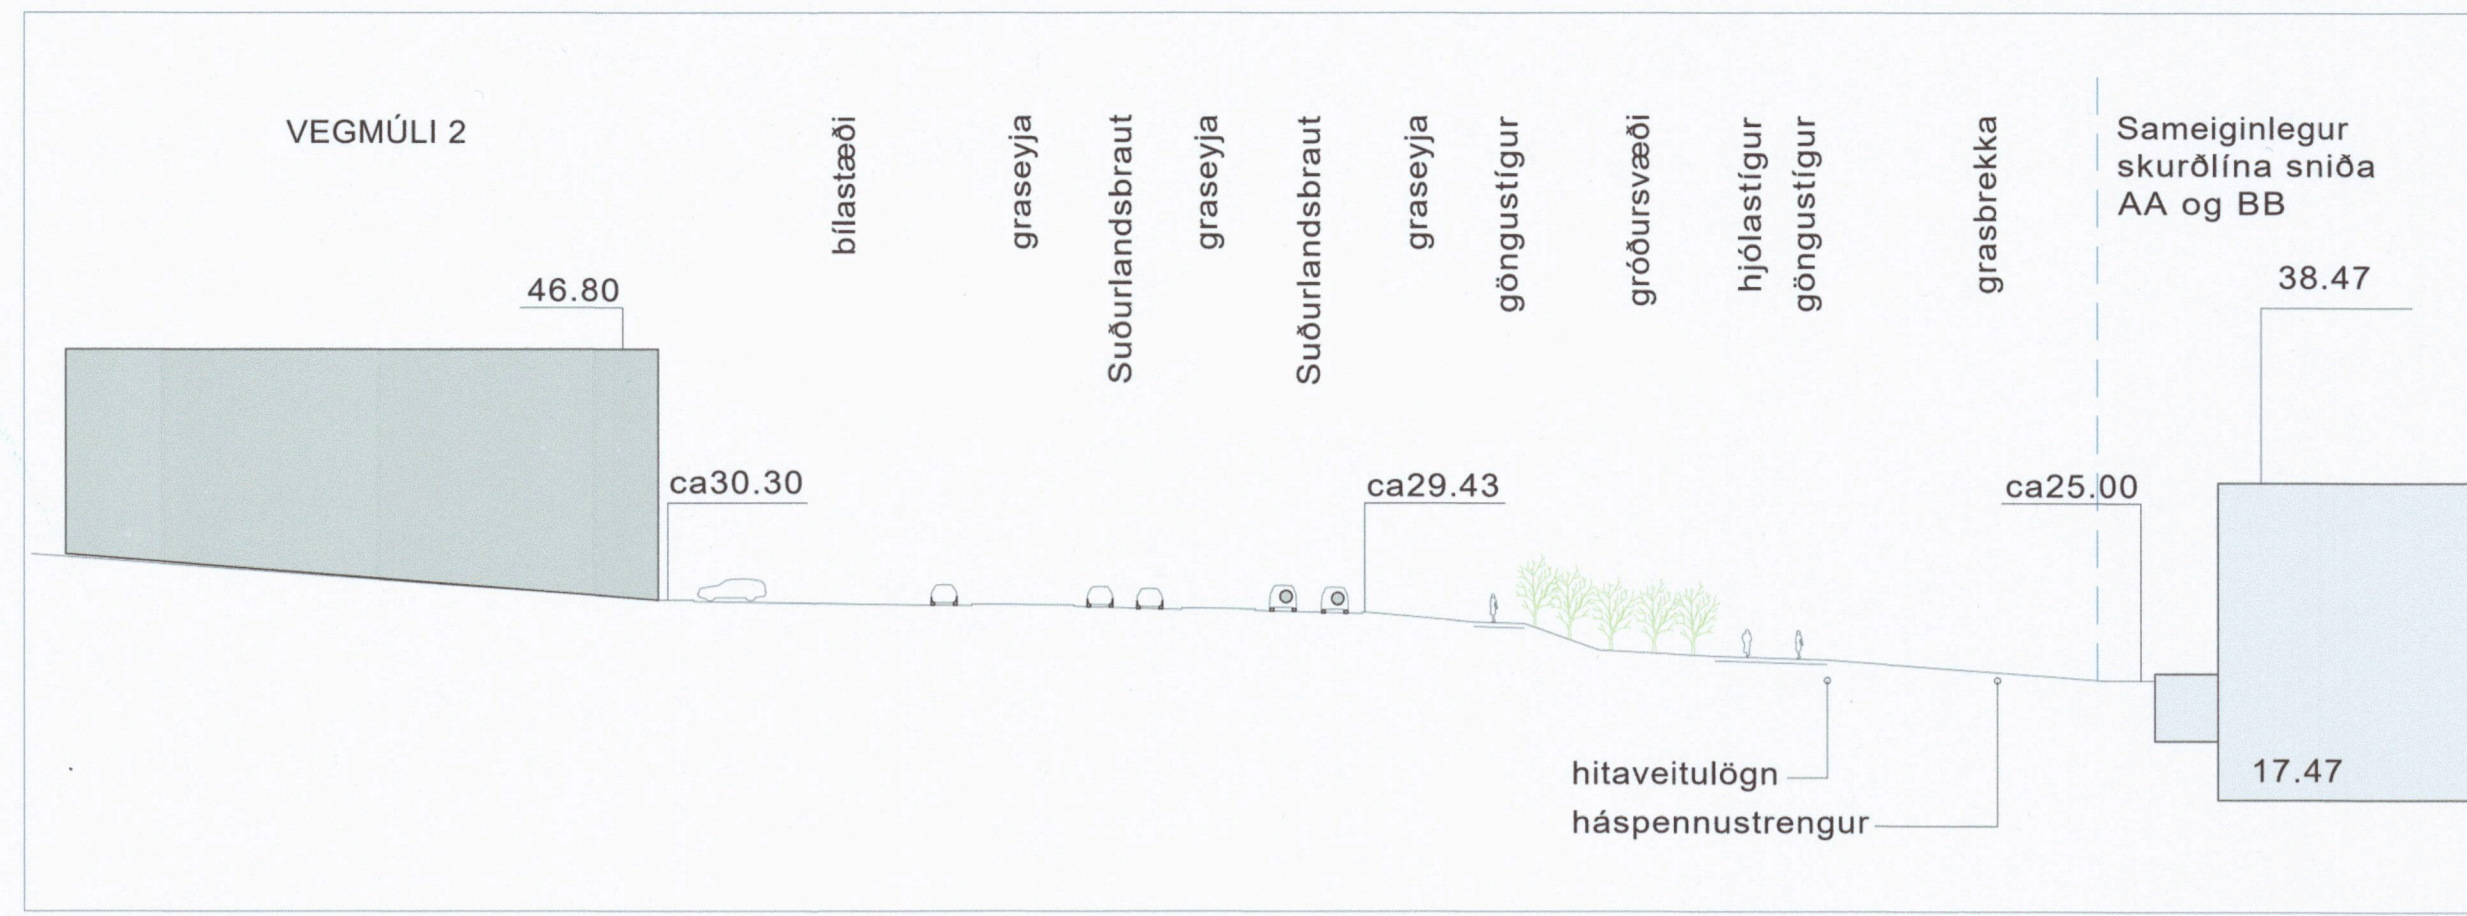 VEGMÚLI 2
bílastæði
graseyja
Suðurlandsbraut
graseyja
Suðurlandsbraut
graseyja
göngustígur
gróðursvæði
hjólastígur
göngustígur
grasbrekka
Sameiginlegur
skurðlína sniða
AA og BB
46.80
38.47
ca30.30
ca29.43
ca25.00
hitaveitulögn
17.47
háspennustrengur